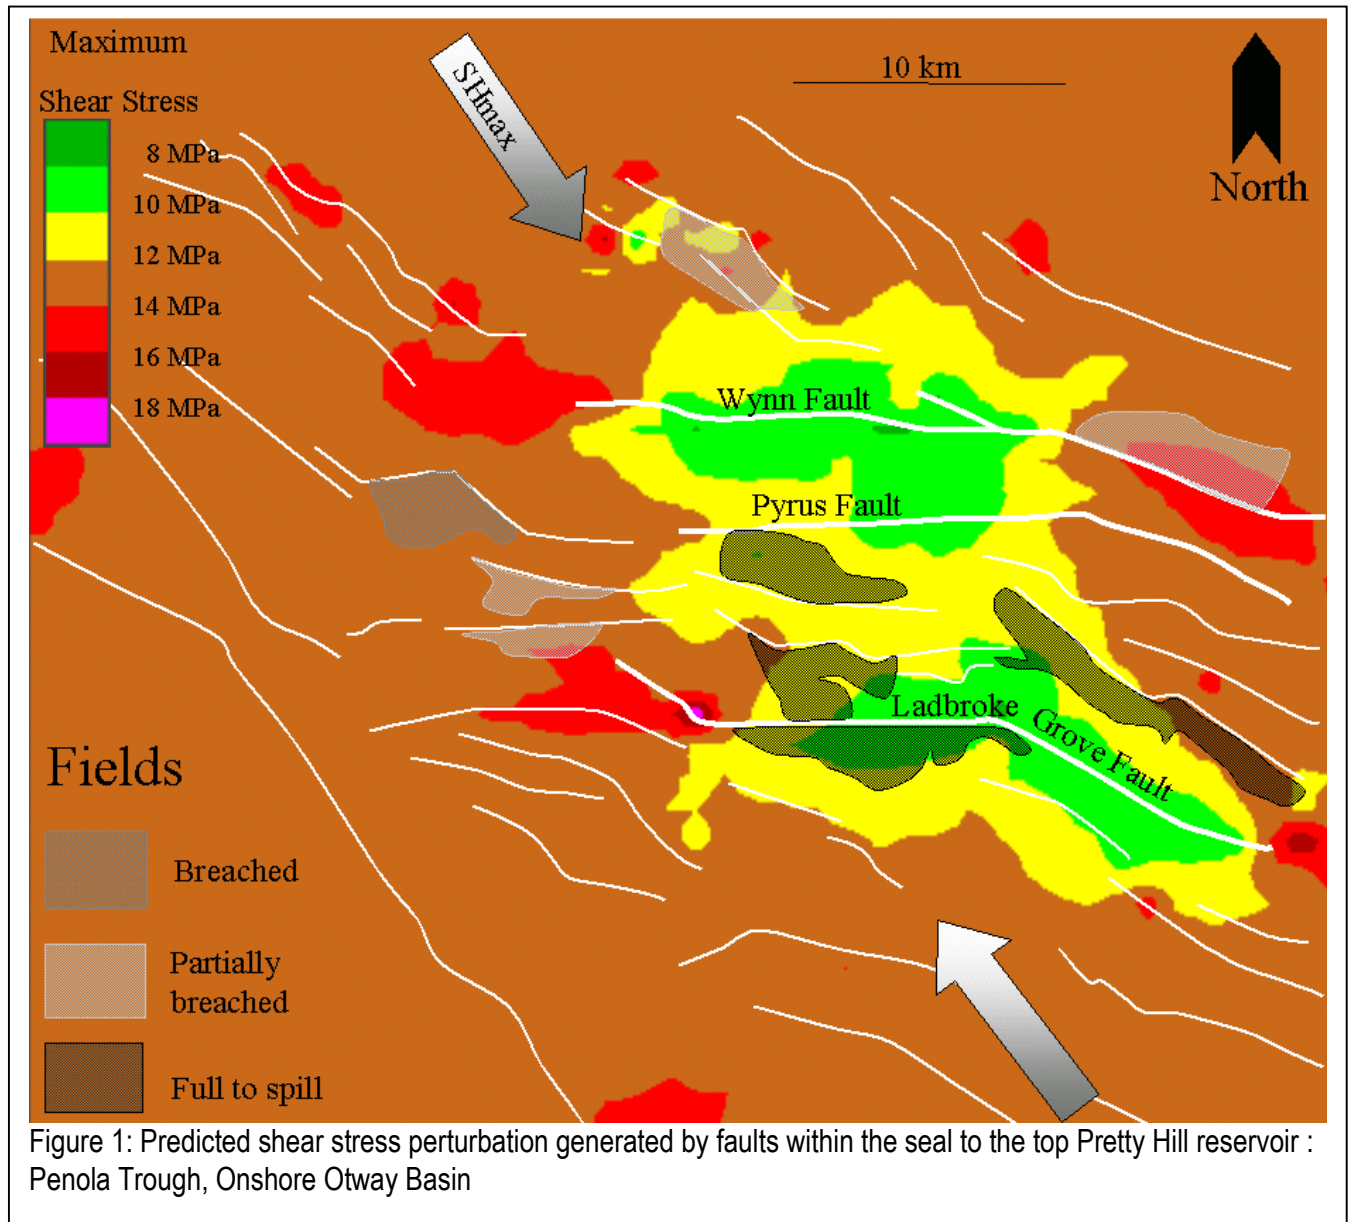 Maximum
Shear Stress
8 MPa
10 MPa
12 MPa
14 MPa
16 MPa
18 MPa
SHmax
10 km
North
Wynn Fault
Pyrus Fault
Ladbroke Grove Fault
Fields
Breached
Partially
breached
Full to spill
Figure 1: Predicted shear stress perturbation generated by faults within the seal to the top Pretty Hill reservoir :
Penola Trough, Onshore Otway Basin